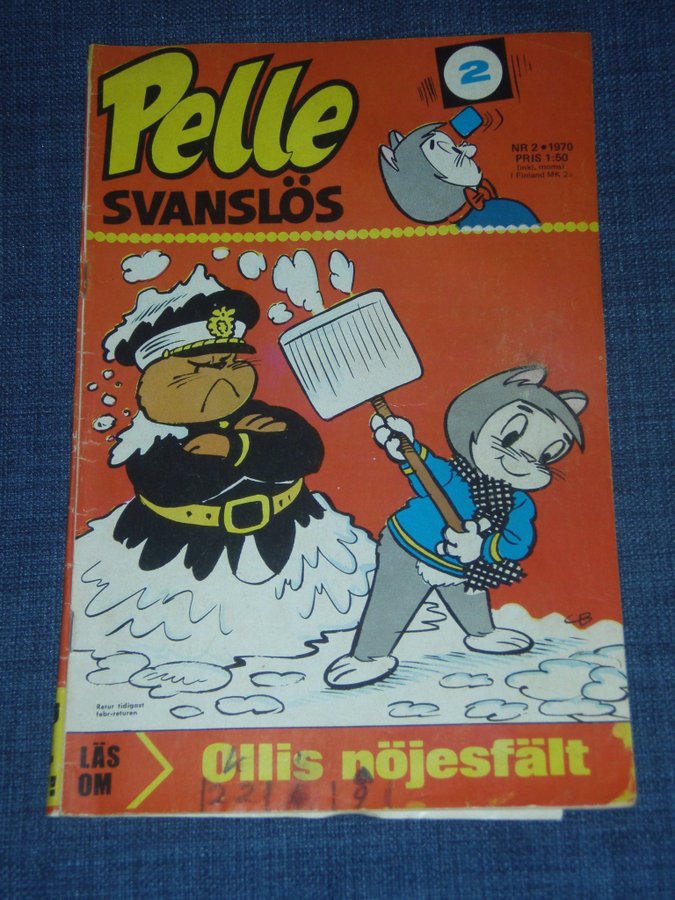 Pelle
SVANSLÖS
2
NR 2 • 1970
PRIS 1:50
(inkl. moms)
I Finland MK
CB
Retur tidigast
febr-returen
LÄS
OM
Ollis nöjesfält